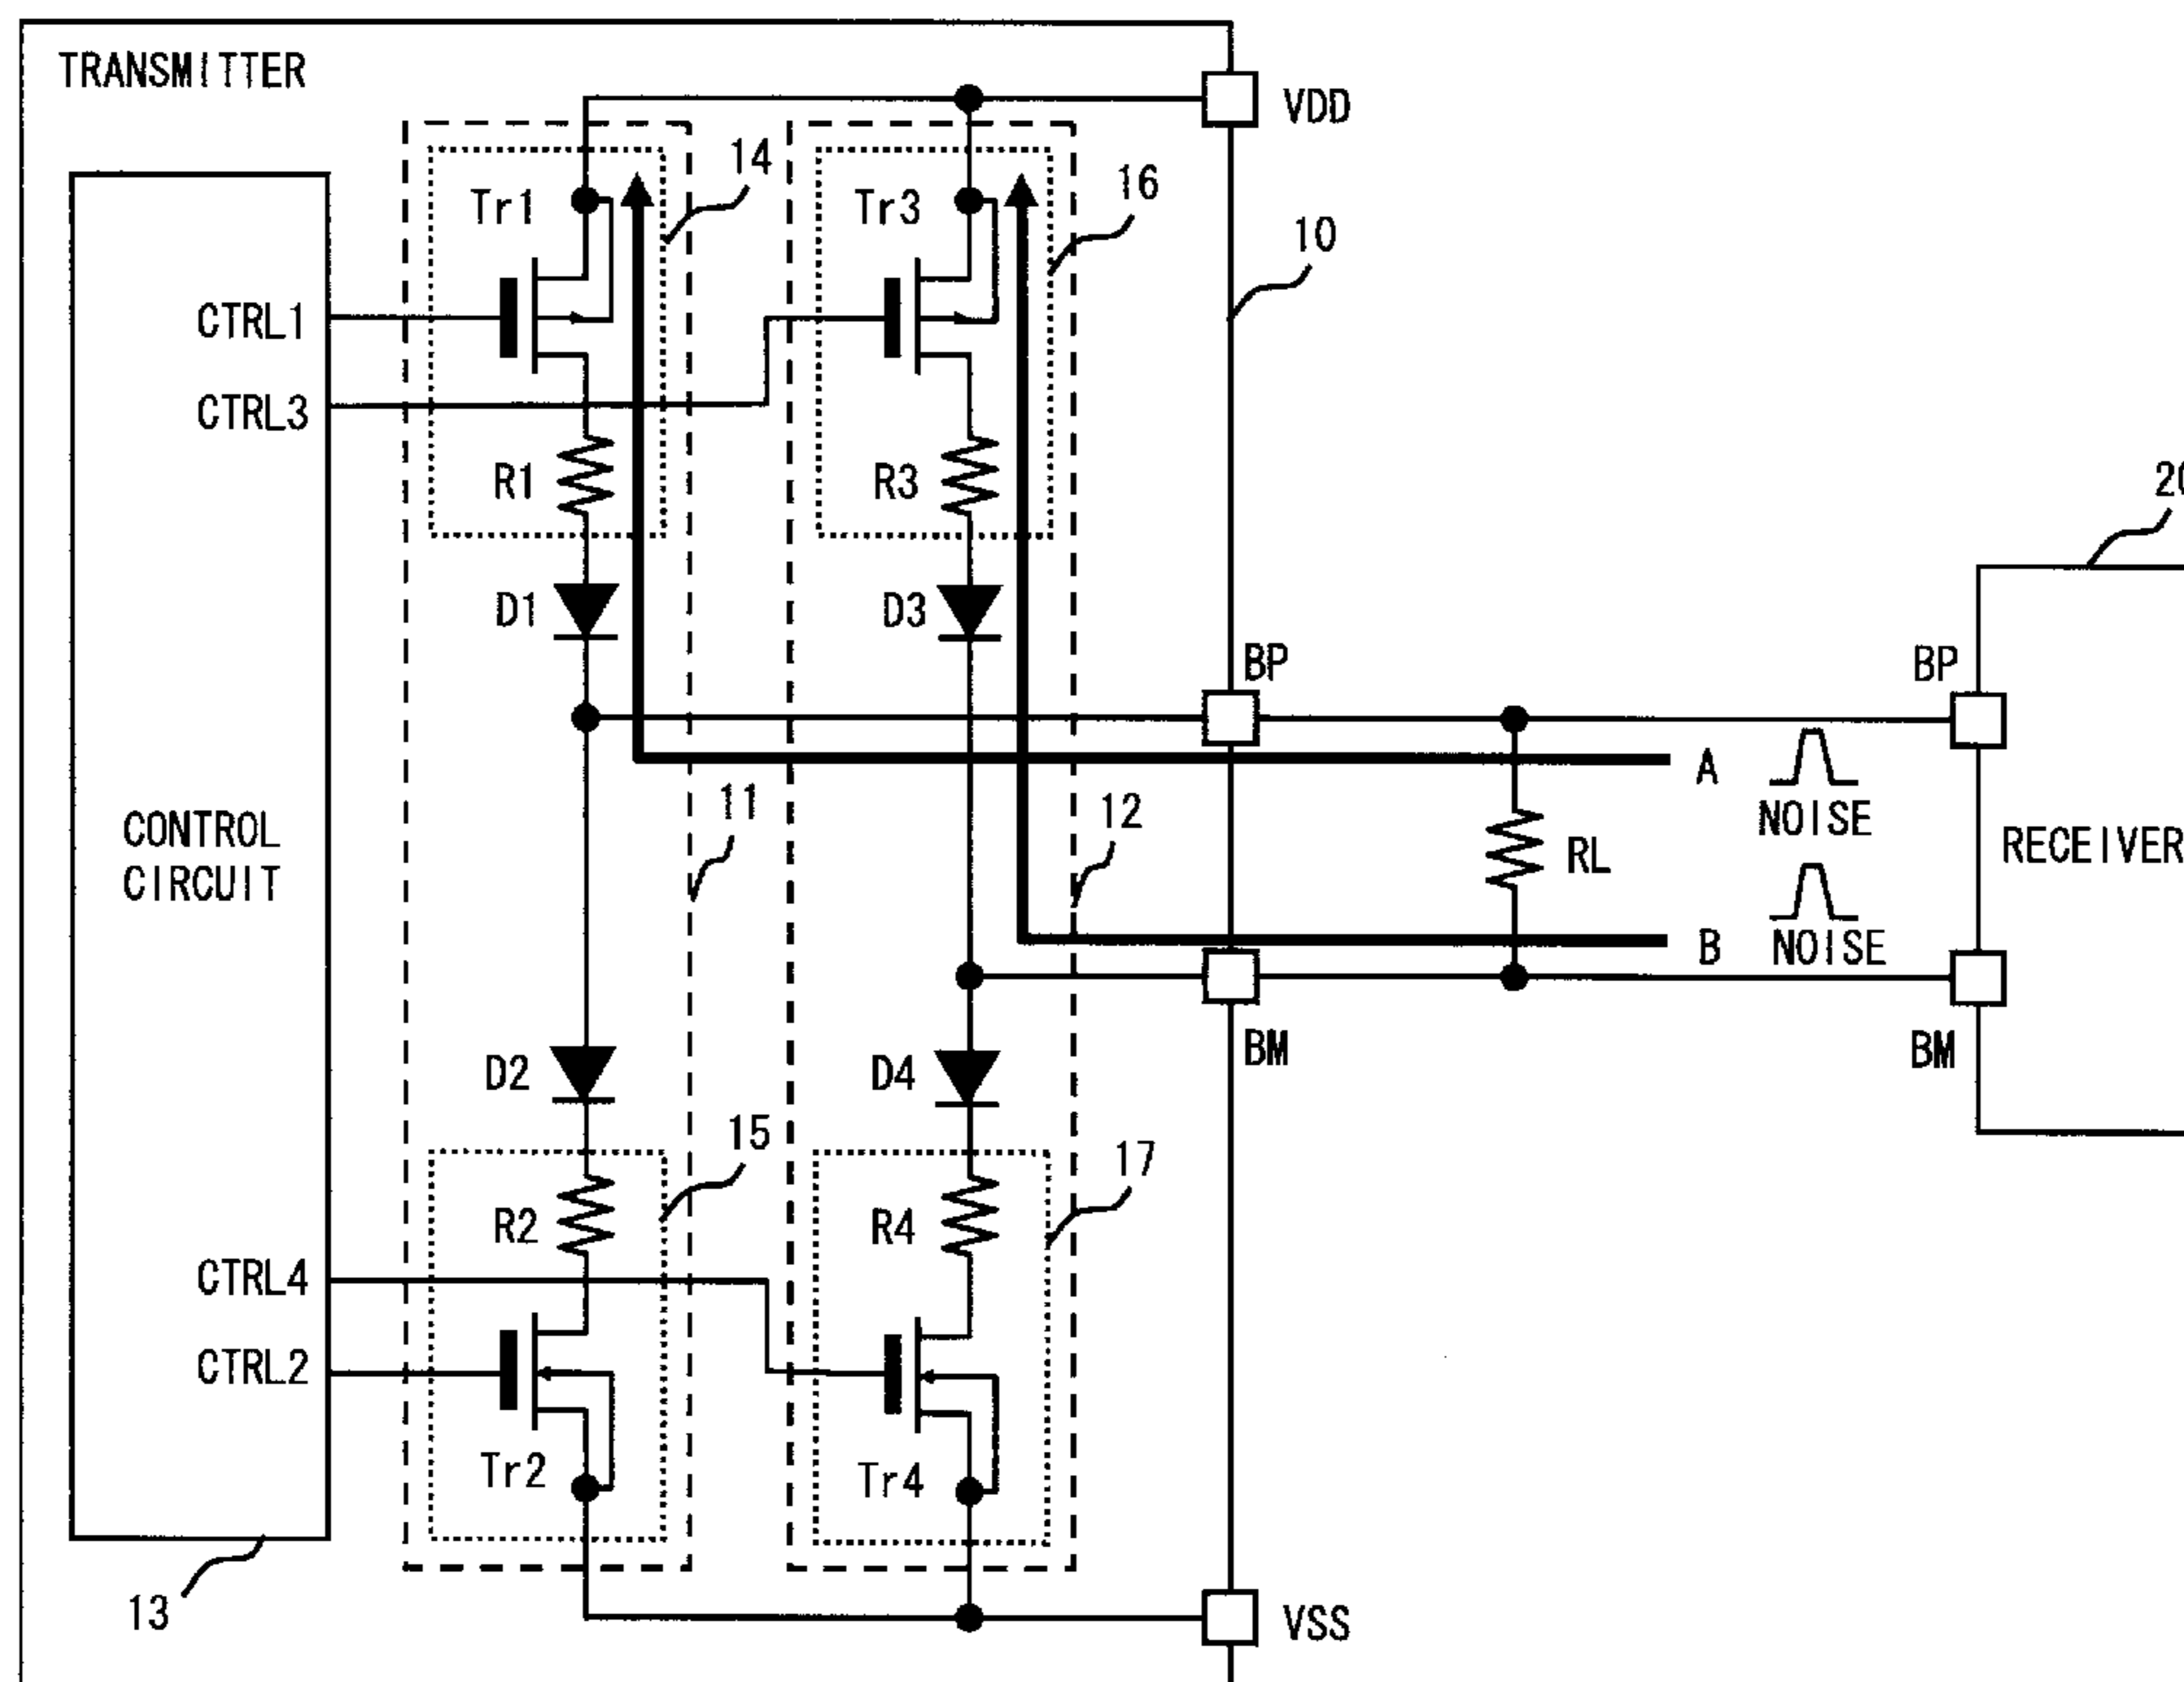 TRANSMITTER
VDD
14
16
Tr1
Tr3
10
CTRL1
CTRL3
R1
R3
20
D1
D3
BP
BP
A
NOISE
11
12
CONTROL
CIRCUIT
RL
RECEIVER
B
NOISE
BM
BM
D2
D4
15
17
R2
R4
CTRL4
CTRL2
Tr2
Tr4
13
VSS